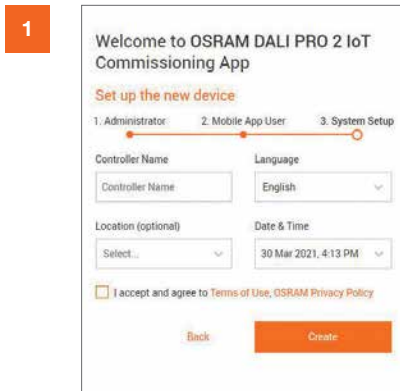 1
Welcome to OSRAM DALI PRO 2 IoT
Commissioning App
Set up the new device
1. Administrator 2. Mobile App User 3. System Setup
Controller Name Language
Controller Name English
Location (optional) Date & Time
Select... 30 Mar 2021, 4:13 PM
I accept and agree to Terms of Use, OSRAM Privacy Policy
Back Create